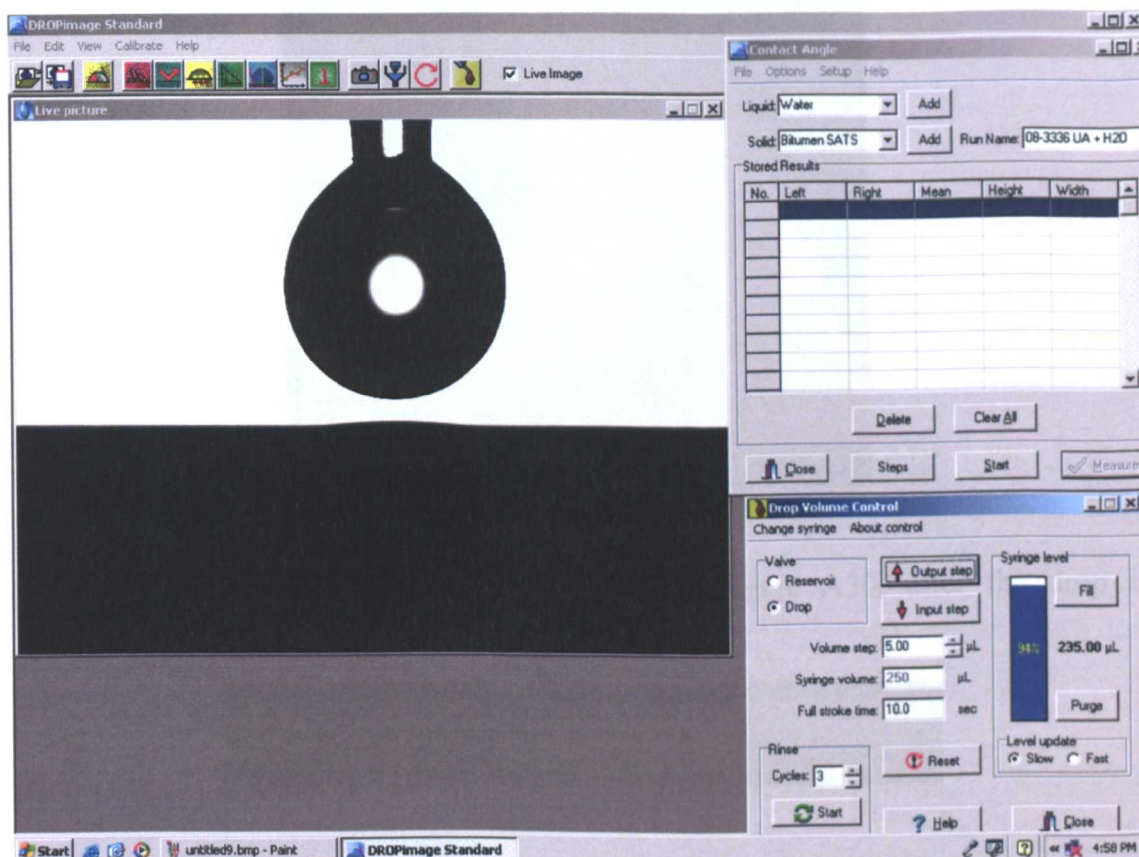 DROPimage Standard
File Edit View Calibrate Help
Live Image
Live picture
Contact Angle
File Options Setup Help
Liquid: Water Add
Solid: Bitumen SATS Add Run Name: 08-3336 UA + H20
Stored Results
No. Left Right Mean Height Width
Delete Clear All
Close Steps Start Measure
Drop Volume Control
Change syringe About control
Valve
Reservoir
Drop
Output step
Input step
Syringe level
Fill
94% 235.00 µL
Purge
Volume step: 5.00 µL
Syringe volume: 250 µL
Full stroke time: 10.0 sec
Level update
Slow Fast
Rinse
Cycles: 3
Start
Reset
Help
Close
Start untitled9.bmp - Paint DROPimage Standard 4:58 PM